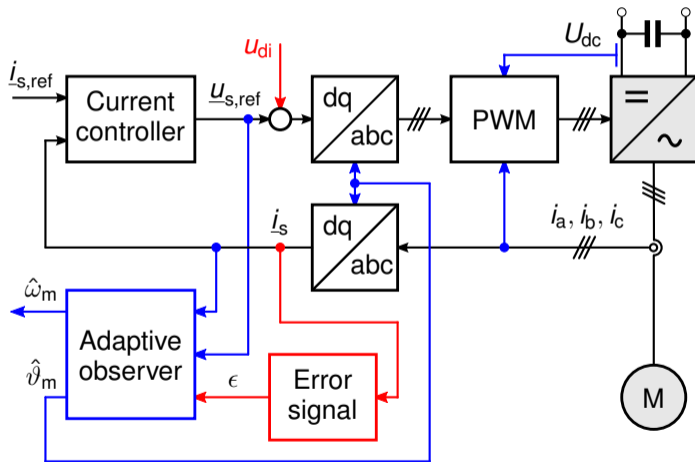 U_dc
u_di
i_s,ref
u_s,ref
Current
controller
dq
abc
PWM
=
~
i_s
dq
abc
i_a, i_b, i_c
ω̂_m
Adaptive
observer
ϑ̂_m
ϵ
Error
signal
M